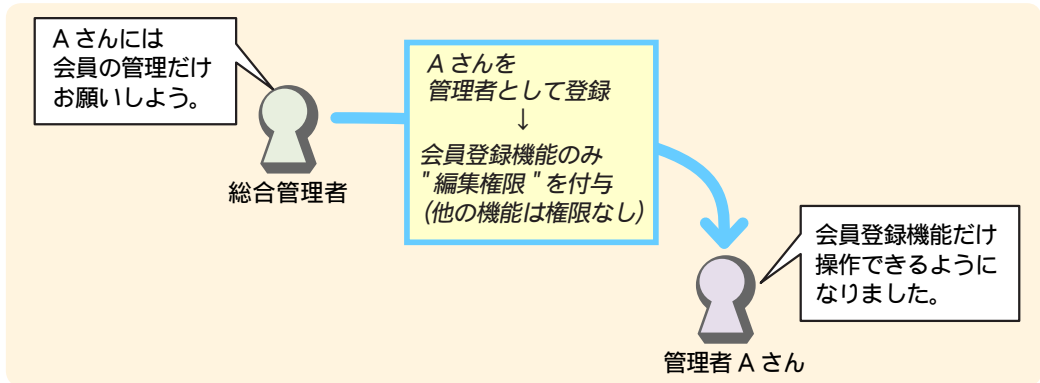 Aさんには
会員の管理だけ
お願いしよう。
総合管理者
Aさんを
管理者として登録
↓
会員登録機能のみ
"編集権限"を付与
(他の機能は権限なし)
会員登録機能だけ
操作できるように
なりました。
管理者Aさん